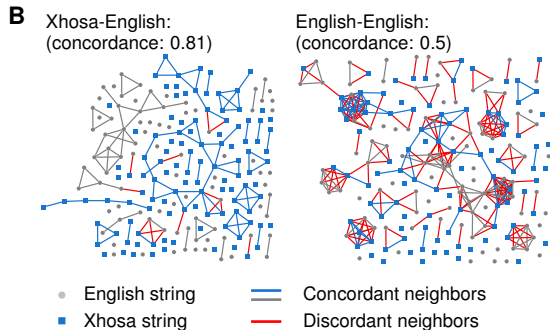 B
Xhosa-English:
(concordance: 0.81)
English-English:
(concordance: 0.5)
English string
Concordant neighbors
Xhosa string
Discordant neighbors